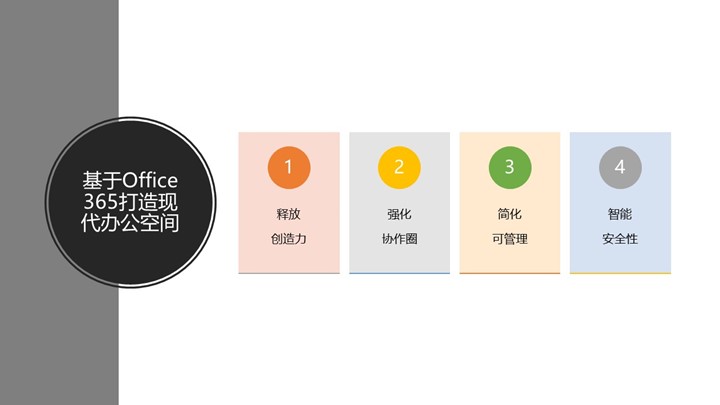 基于Office
365打造现
代办公空间
1
释放
创造力
2
强化
协作圈
3
简化
可管理
4
智能
安全性